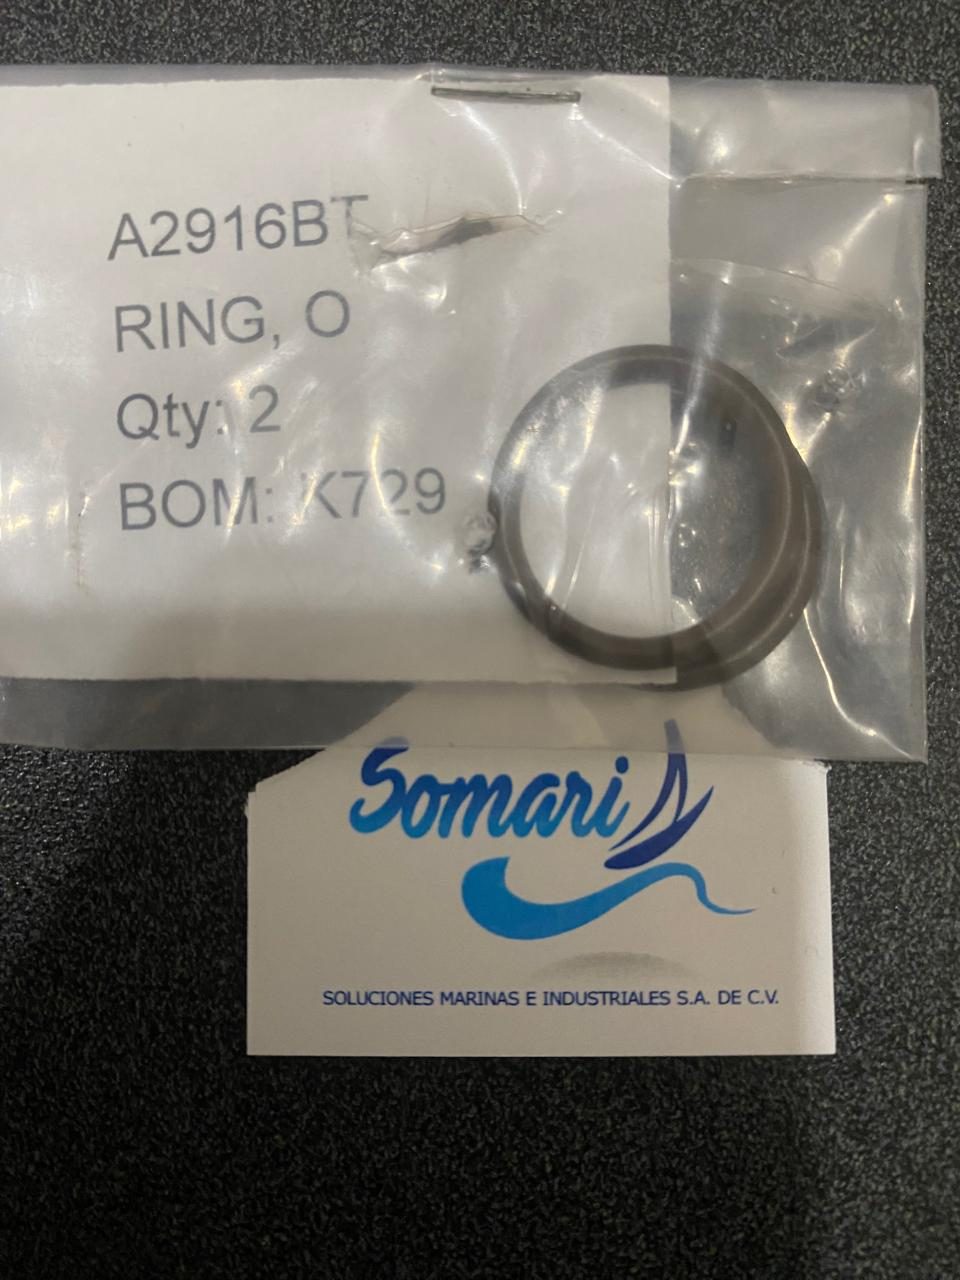 A2916BT
RING, O
Qty: 2
BOM: K729
Somari
SOLUCIONES MARINAS E INDUSTRIALES S.A. DE C.V.